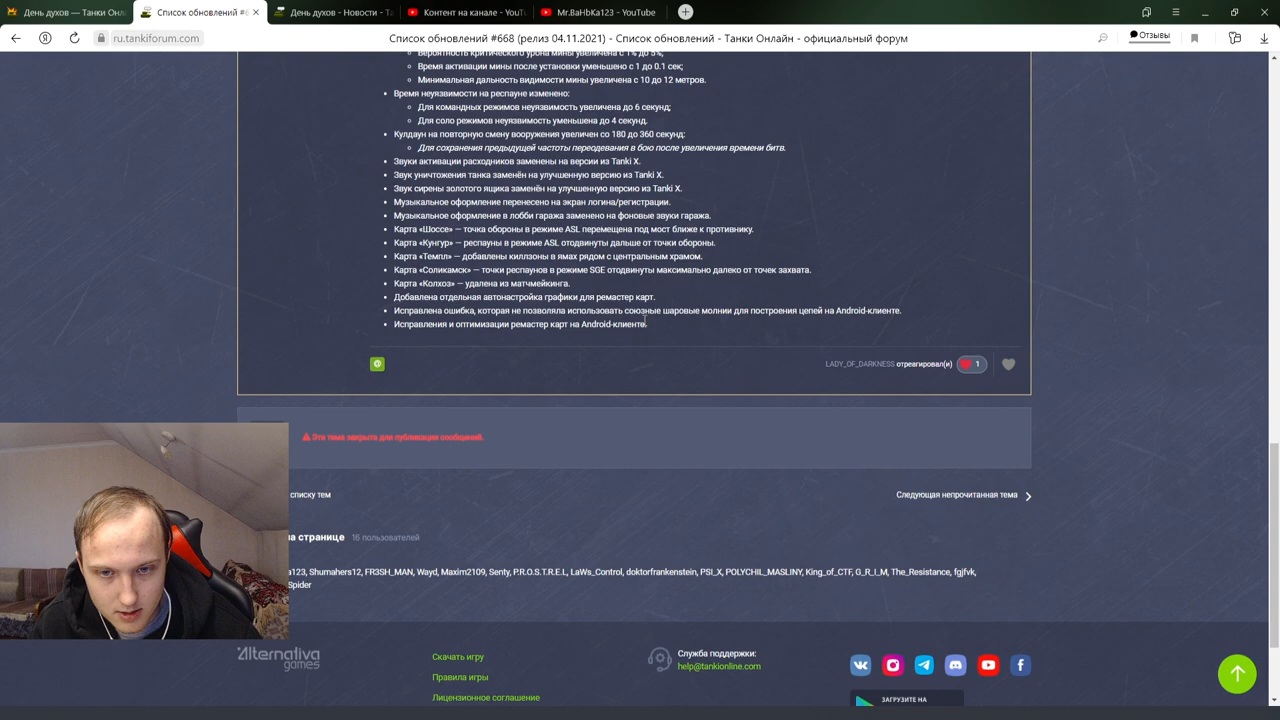 День духов — Танки Онл
Список обновлений #6
День духов - Новости - Та
Контент на канале - YouTu
Mr.BaHbKa123 - YouTube
ru.tankiforum.com
Список обновлений #668 (релиз 04.11.2021) - Список обновлений - Танки Онлайн - официальный форум
Отзывы
Вероятность критического урона мины увеличена с 1% до 5%;
Время активации мины после установки уменьшено с 1 до 0.1 сек;
Минимальная дальность видимости мины увеличена с 10 до 12 метров.
Время неуязвимости на респауне изменено:
Для командных режимов неуязвимость увеличена до 6 секунд;
Для соло режимов неуязвимость уменьшена до 4 секунд.
Кулдаун на повторную смену вооружения увеличен со 180 до 360 секунд:
Для сохранения предыдущей частоты переодевания в бою после увеличения времени битв.
Звуки активации расходников заменены на версии из Tanki X.
Звук уничтожения танка заменён на улучшенную версию из Tanki X.
Звук сирены золотого ящика заменён на улучшенную версию из Tanki X.
Музыкальное оформление перенесено на экран логина/регистрации.
Музыкальное оформление в лобби гаража заменено на фоновые звуки гаража.
Карта «Шоссе» — точка обороны в режиме ASL перемещена под мост ближе к противнику.
Карта «Кунгур» — респауны в режиме ASL отодвинуты дальше от точки обороны.
Карта «Темпл» — добавлены киллзоны в ямах рядом с центральным храмом.
Карта «Соликамск» — точки респаунов в режиме SGE отодвинуты максимально далеко от точек захвата.
Карта «Колхоз» — удалена из матчмейкинга.
Добавлена отдельная автонастройка графики для ремастер карт.
Исправлена ошибка, которая не позволяла использовать союзные шаровые молнии для построения цепей на Android-клиенте.
Исправления и оптимизации ремастер карт на Android-клиенте.
LADY_OF_DARKNESS отреагировал(и) 1
Эта тема закрыта для публикации сообщений.
списку тем
Следующая непрочитанная тема
на странице 16 пользователей
a123, Shumahers12, FR3SH_MAN, Wayd, Maxim2109, Senty, P.R.O.S.T.R.E.L, LaWs_Control, doktorfrankenstein, PSI_X, POLYCHIL_MASLINY, King_of_CTF, G_R_I_M, The_Resistance, fgjfvk,
Spider
Alternativa
games
Скачать игру
Правила игры
Лицензионное соглашение
Служба поддержки:
help@tankionline.com
ЗАГРУЗИТЕ НА